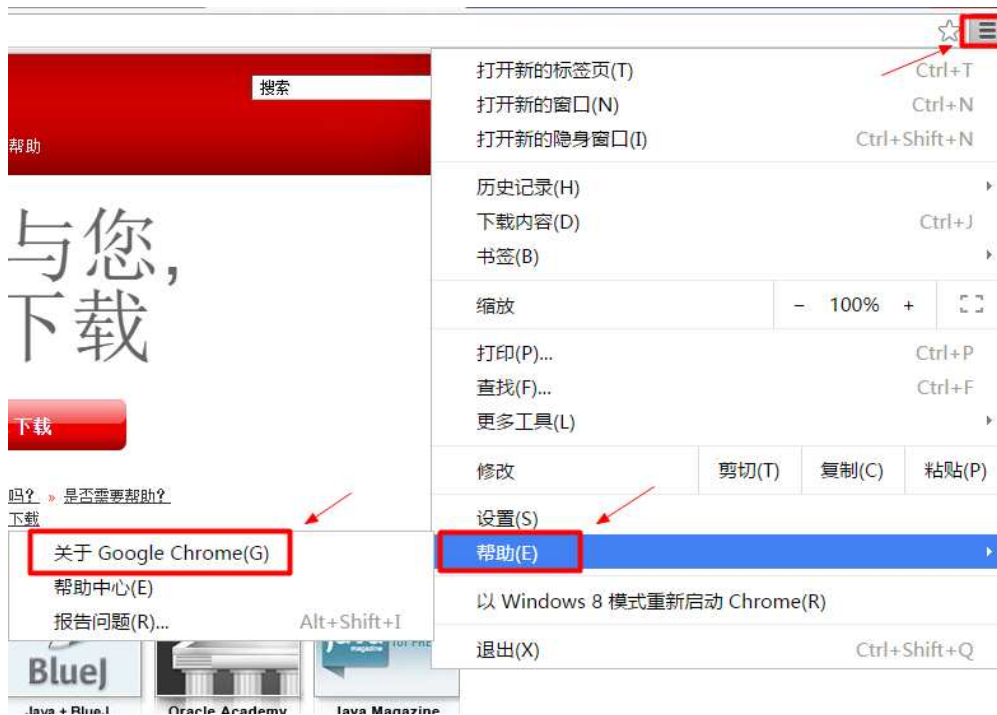 搜索
帮助
与您,
下载
下载
吗? » 是否需要帮助?
下载
打开新的标签页(T) Ctrl+T
打开新的窗口(N) Ctrl+N
打开新的隐身窗口(I) Ctrl+Shift+N
历史记录(H)
下载内容(D) Ctrl+J
书签(B)
缩放 - 100% +
打印(P)... Ctrl+P
查找(F)... Ctrl+F
更多工具(L)
修改 剪切(T) 复制(C) 粘贴(P)
设置(S)
帮助(E)
以 Windows 8 模式重新启动 Chrome(R)
退出(X) Ctrl+Shift+Q
关于 Google Chrome(G)
帮助中心(E)
报告问题(R)... Alt+Shift+I
BlueJ
Java magazine
Java + BlueJ
Oracle Academy
Java Magazine